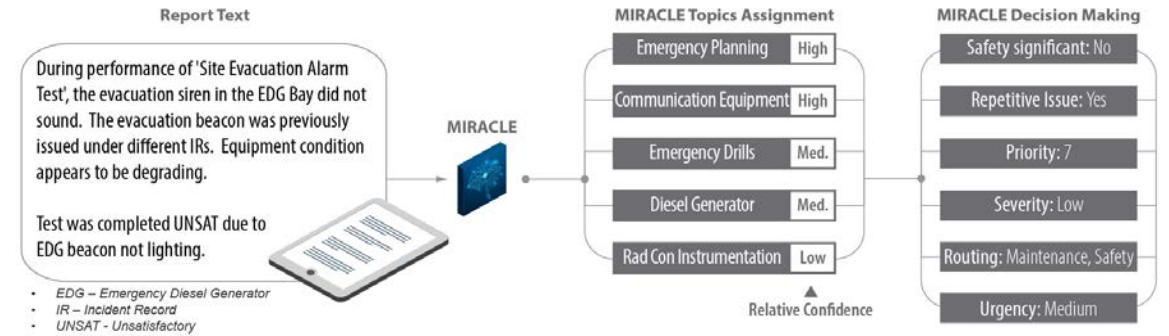 Report Text
During performance of 'Site Evacuation Alarm
Test', the evacuation siren in the EDG Bay did not
sound. The evacuation beacon was previously
issued under different IRs. Equipment condition
appears to be degrading.
Test was completed UNSAT due to
EDG beacon not lighting.
• EDG – Emergency Diesel Generator
• IR – Incident Record
• UNSAT - Unsatisfactory
MIRACLE
MIRACLE Topics Assignment
Emergency Planning High
Communication Equipment High
Emergency Drills Med.
Diesel Generator Med.
Rad Con Instrumentation Low
Relative Confidence
MIRACLE Decision Making
Safety significant: No
Repetitive Issue: Yes
Priority: 7
Severity: Low
Routing: Maintenance, Safety
Urgency: Medium